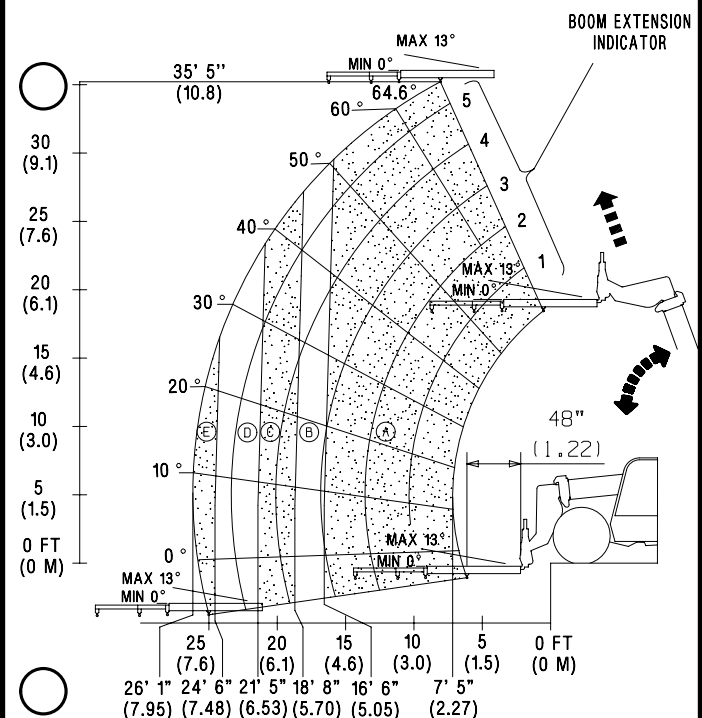 BOOM EXTENSION
INDICATOR
MAX 13°
MIN 0°
35' 5''
(10.8)
64.6°
60°
50°
40°
30°
20°
10°
0°
5
4
3
2
1
30
(9.1)
25
(7.6)
20
(6.1)
15
(4.6)
10
(3.0)
5
(1.5)
0 FT
(0 M)
MAX 13°
MIN 0°
E
D
C
B
A
48"
(1.22)
MAX 13°
MIN 0°
MAX 13°
MIN 0°
25 20 15 10 5 0 FT
(7.6) (6.1) (4.6) (3.0) (1.5) (0 M)
26' 1" 24' 6" 21' 5" 18' 8" 16' 6" 7' 5"
(7.95) (7.48) (6.53) (5.70) (5.05) (2.27)